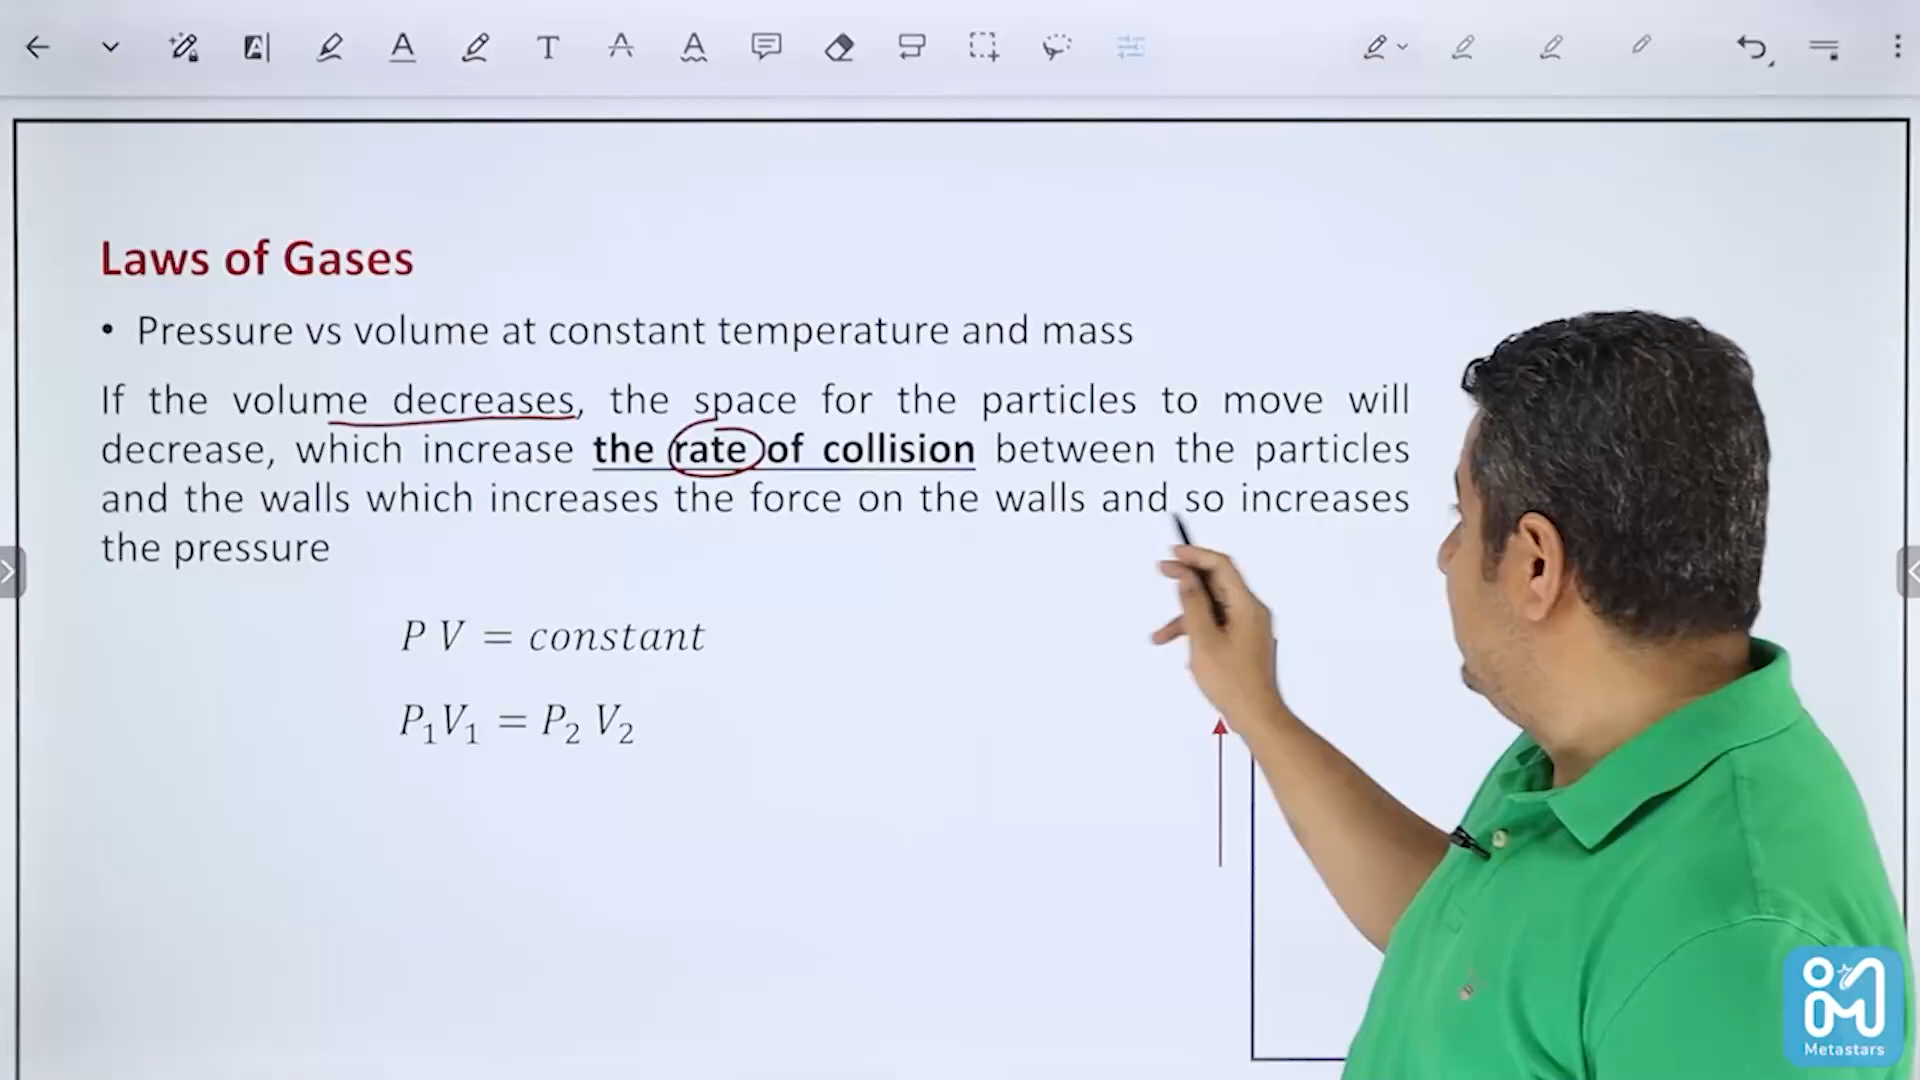 Laws of Gases
• Pressure vs volume at constant temperature and mass
If the volume decreases, the space for the particles to move will
decrease, which increase the rate of collision between the particles
and the walls which increases the force on the walls and so increases
the pressure
P V = constant
P₁V₁ = P₂ V₂
Metastars